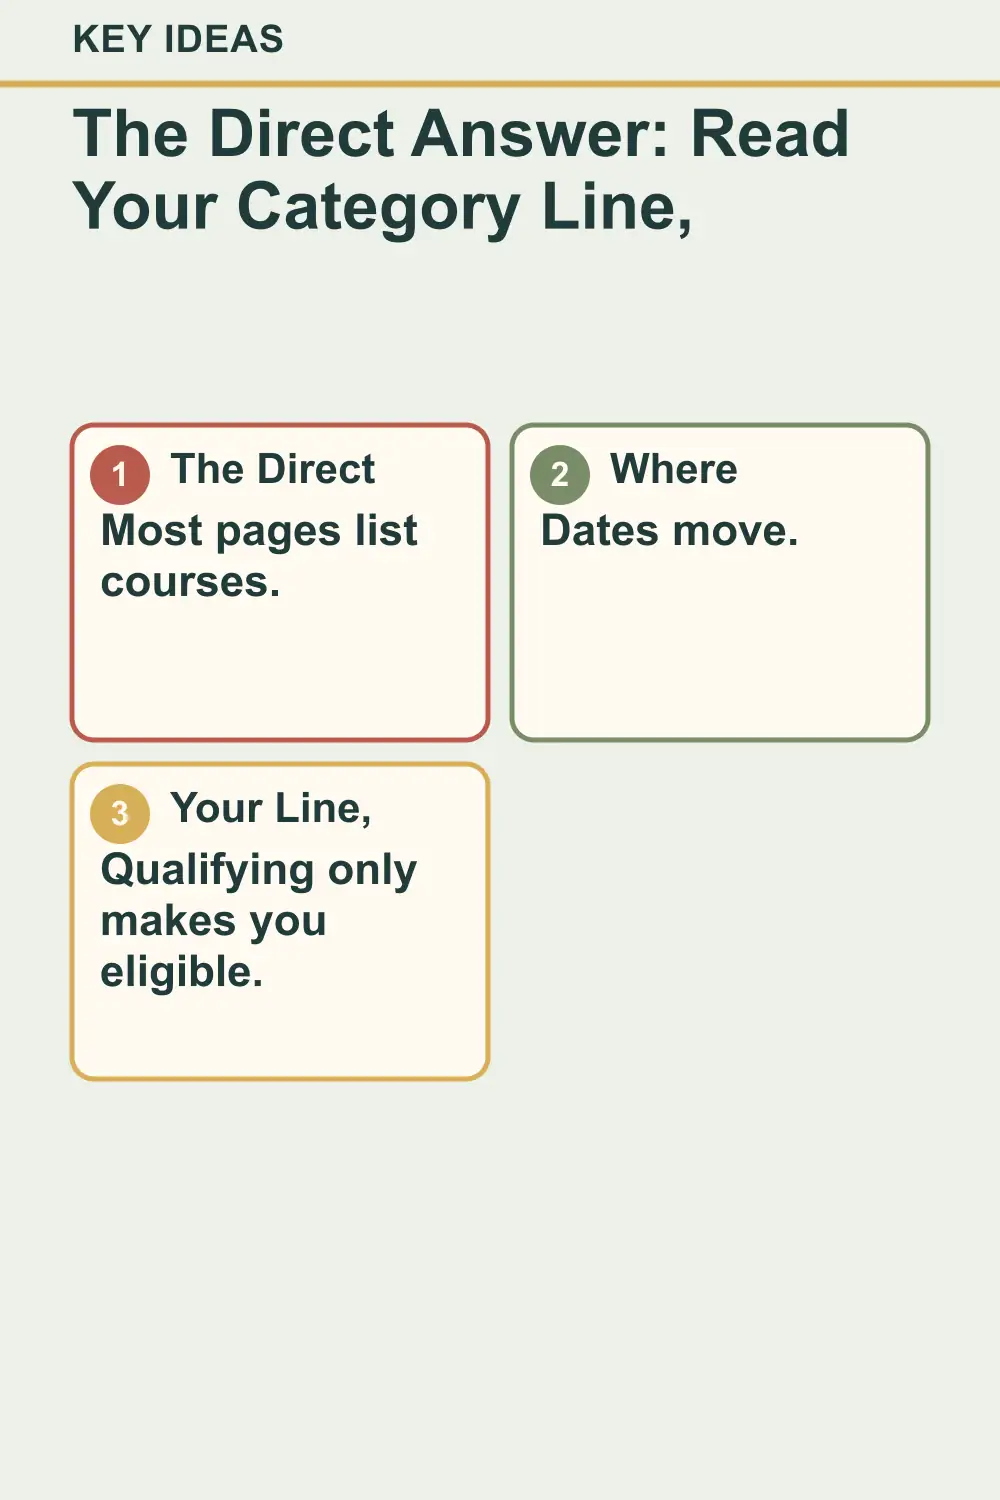 KEY IDEAS
The Direct Answer: Read
Your Category Line,
1 The Direct
Most pages list
courses.
2 Where
Dates move.
3 Your Line,
Qualifying only
makes you
eligible.